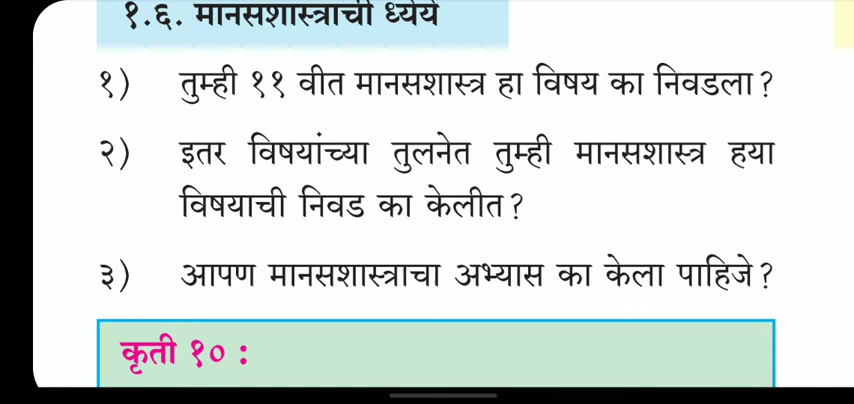 १.६. मानसशास्त्राची ध्येये
१) तुम्ही ११ वीत मानसशास्त्र हा विषय का निवडला?
२) इतर विषयांच्या तुलनेत तुम्ही मानसशास्त्र हया
विषयाची निवड का केलीत?
३) आपण मानसशास्त्राचा अभ्यास का केला पाहिजे?
कृती १० :